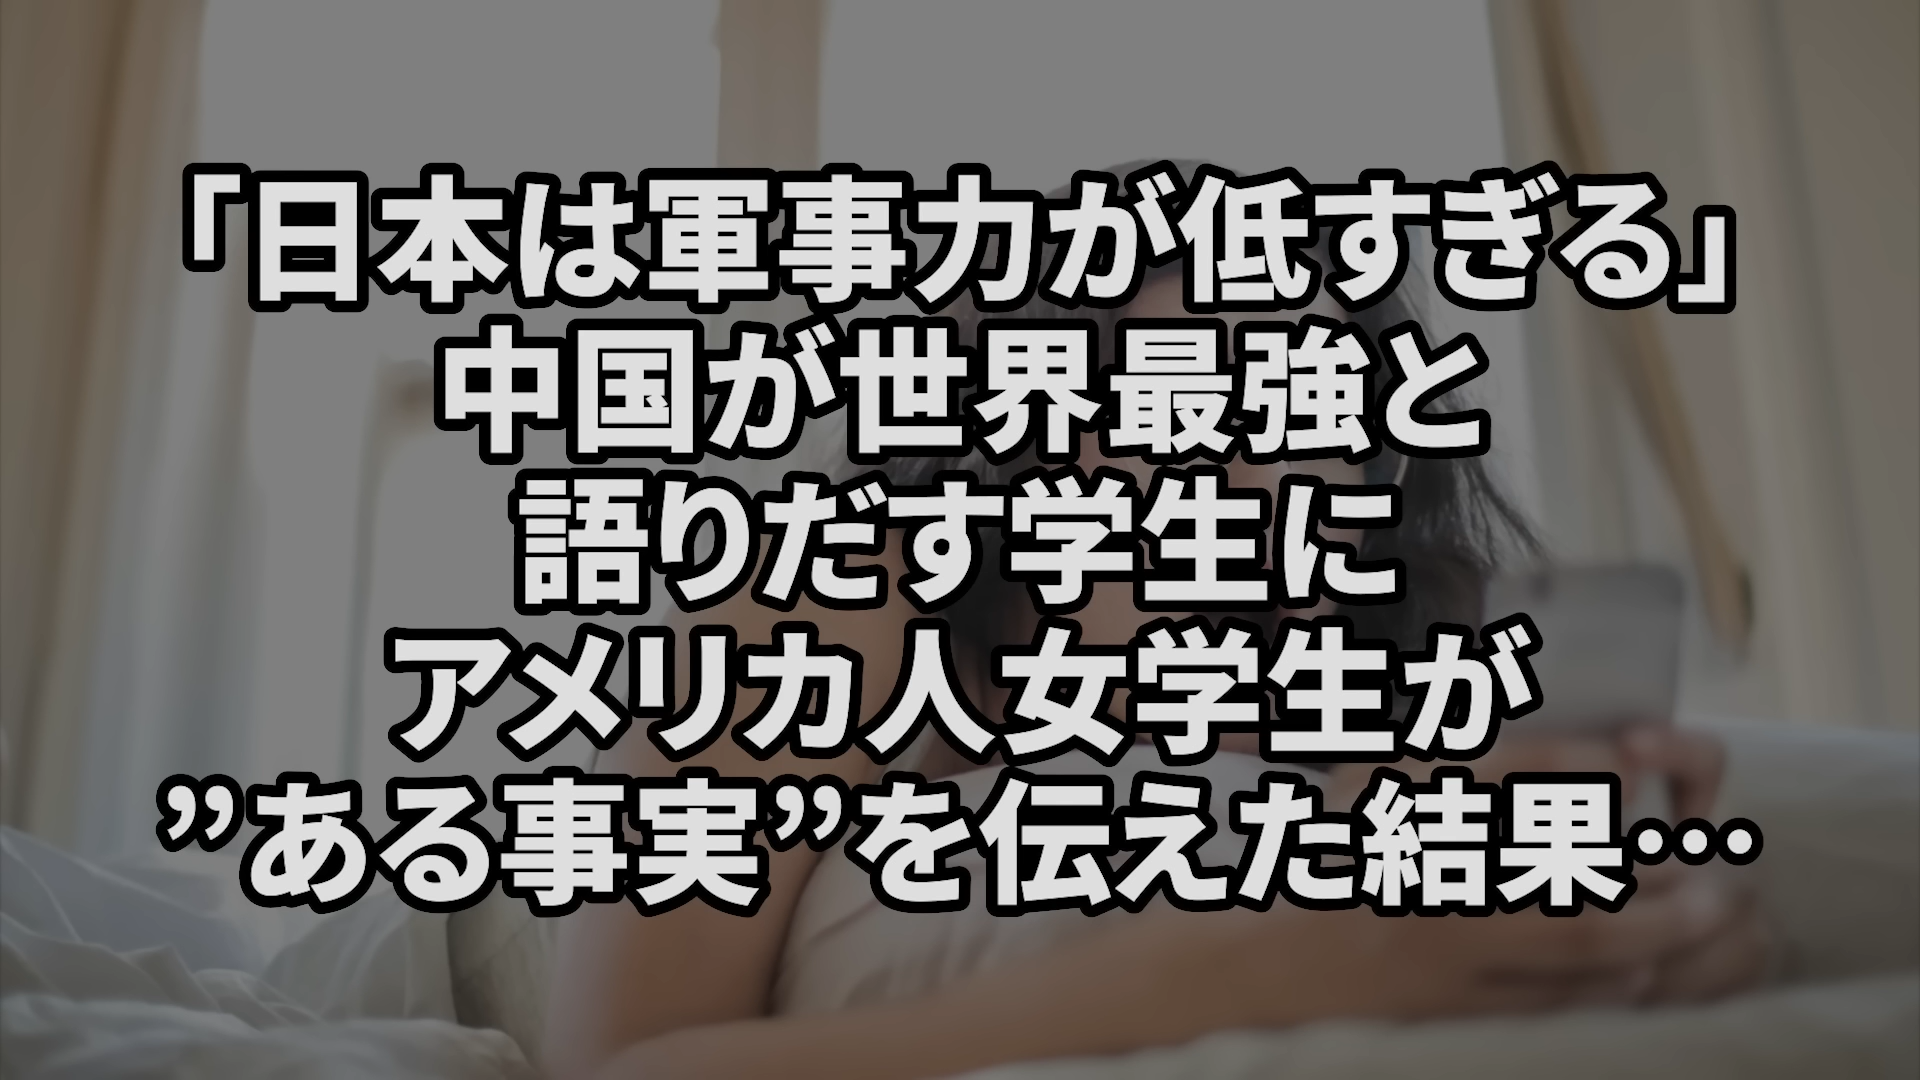 「日本は軍事力が低すぎる」
中国が世界最強と
語りだす学生に
アメリカ人女学生が
”ある事実”を伝えた結果…